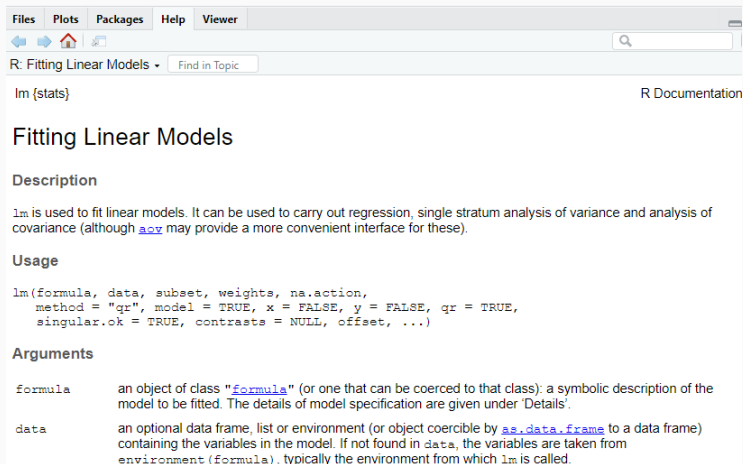 Files Plots Packages Help Viewer
R: Fitting Linear Models Find in Topic
lm {stats} R Documentation
Fitting Linear Models
Description
lm is used to fit linear models. It can be used to carry out regression, single stratum analysis of variance and analysis of
covariance (although aov may provide a more convenient interface for these).
Usage
lm(formula, data, subset, weights, na.action,
method = "qr", model = TRUE, x = FALSE, y = FALSE, qr = TRUE,
singular.ok = TRUE, contrasts = NULL, offset, ...)
Arguments
formula an object of class "formula" (or one that can be coerced to that class): a symbolic description of the
model to be fitted. The details of model specification are given under ‘Details’.
data an optional data frame, list or environment (or object coercible by as.data.frame to a data frame)
containing the variables in the model. If not found in data, the variables are taken from
environment(formula), typically the environment from which lm is called.